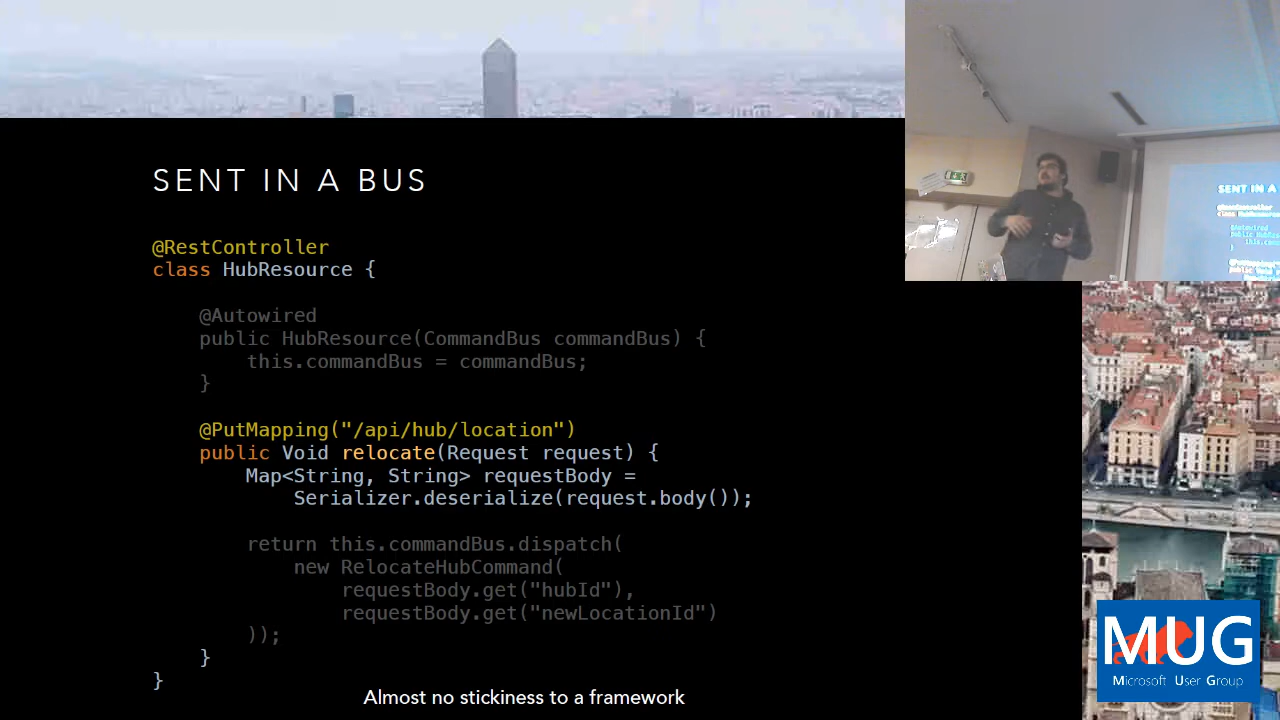 SENT IN A BUS
@RestController
class HubResource {
@Autowired
public HubResource(CommandBus commandBus) {
this.commandBus = commandBus;
}
@PutMapping("/api/hub/location")
public Void relocate(Request request) {
Map<String, String> requestBody =
Serializer.deserialize(request.body());
return this.commandBus.dispatch(
new RelocateHubCommand(
requestBody.get("hubId"),
requestBody.get("newLocationId")
));
}
}
Almost no stickiness to a framework
SENT IN A
MUG
Microsoft User Group